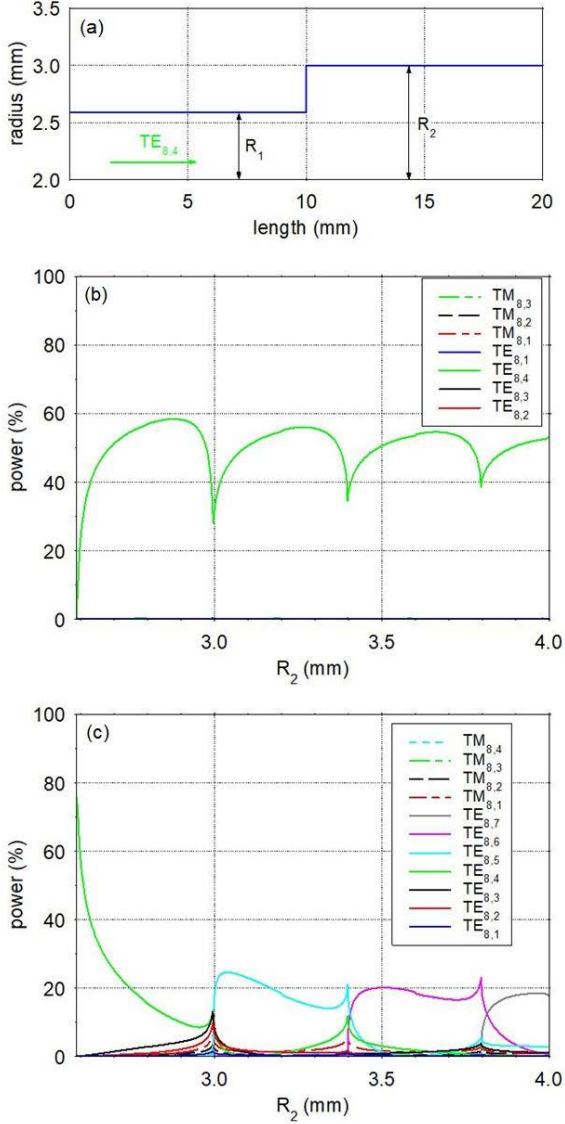 (a)
3.5
3.0
2.5
2.0
radius (mm)
TE8,4
R1
R2
0
5
10
15
20
length (mm)
(b)
100
80
60
40
20
0
power (%)
TM8,3
TM8,2
TM8,1
TE8,1
TE8,4
TE8,3
TE8,2
3.0
3.5
4.0
R2 (mm)
(c)
100
80
60
40
20
0
power (%)
TM8,4
TM8,3
TM8,2
TM8,1
TE8,7
TE8,6
TE8,5
TE8,4
TE8,3
TE8,2
TE8,1
3.0
3.5
4.0
R2 (mm)